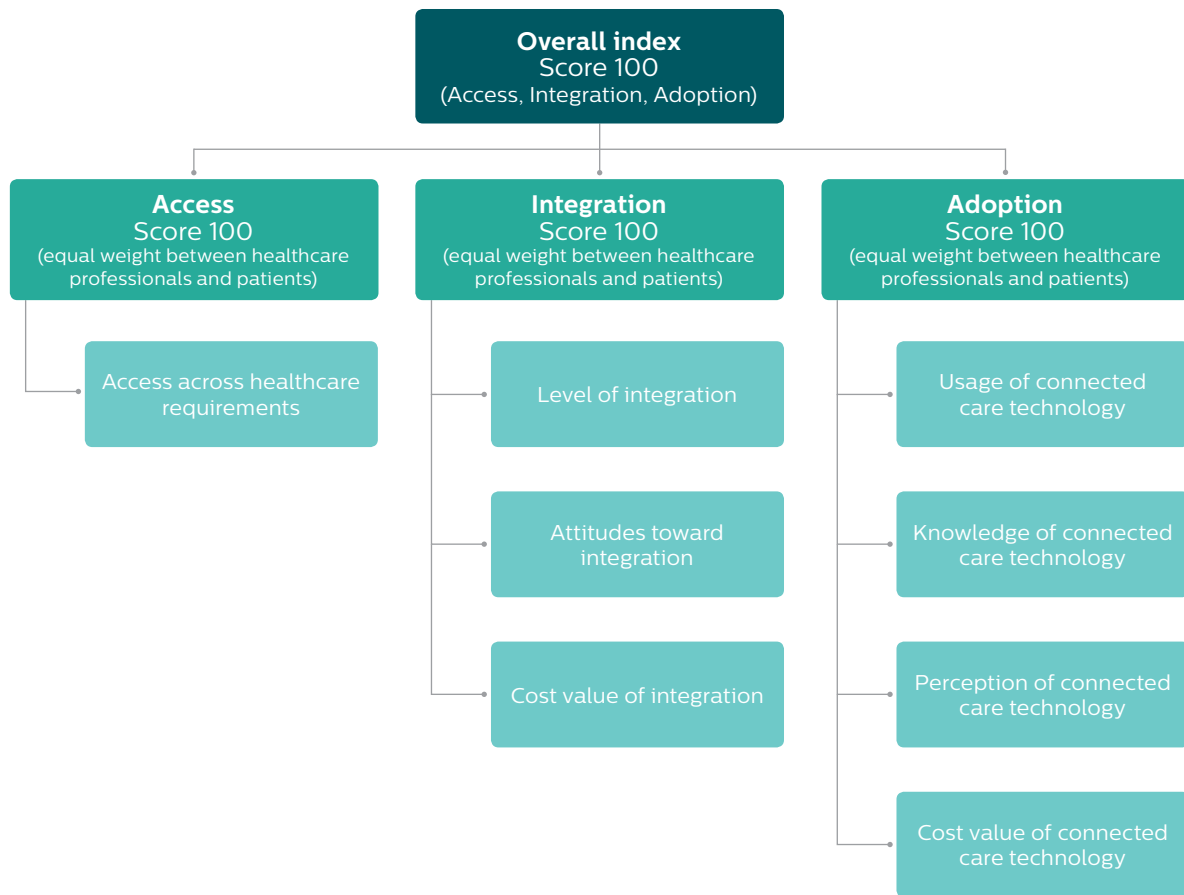 Overall index
Score 100
(Access, Integration, Adoption)
Access
Score 100
(equal weight between healthcare
professionals and patients)
Access across healthcare
requirements
Integration
Score 100
(equal weight between healthcare
professionals and patients)
Level of integration
Attitudes toward
integration
Cost value of integration
Adoption
Score 100
(equal weight between healthcare
professionals and patients)
Usage of connected
care technology
Knowledge of connected
care technology
Perception of connected
care technology
Cost value of connected
care technology